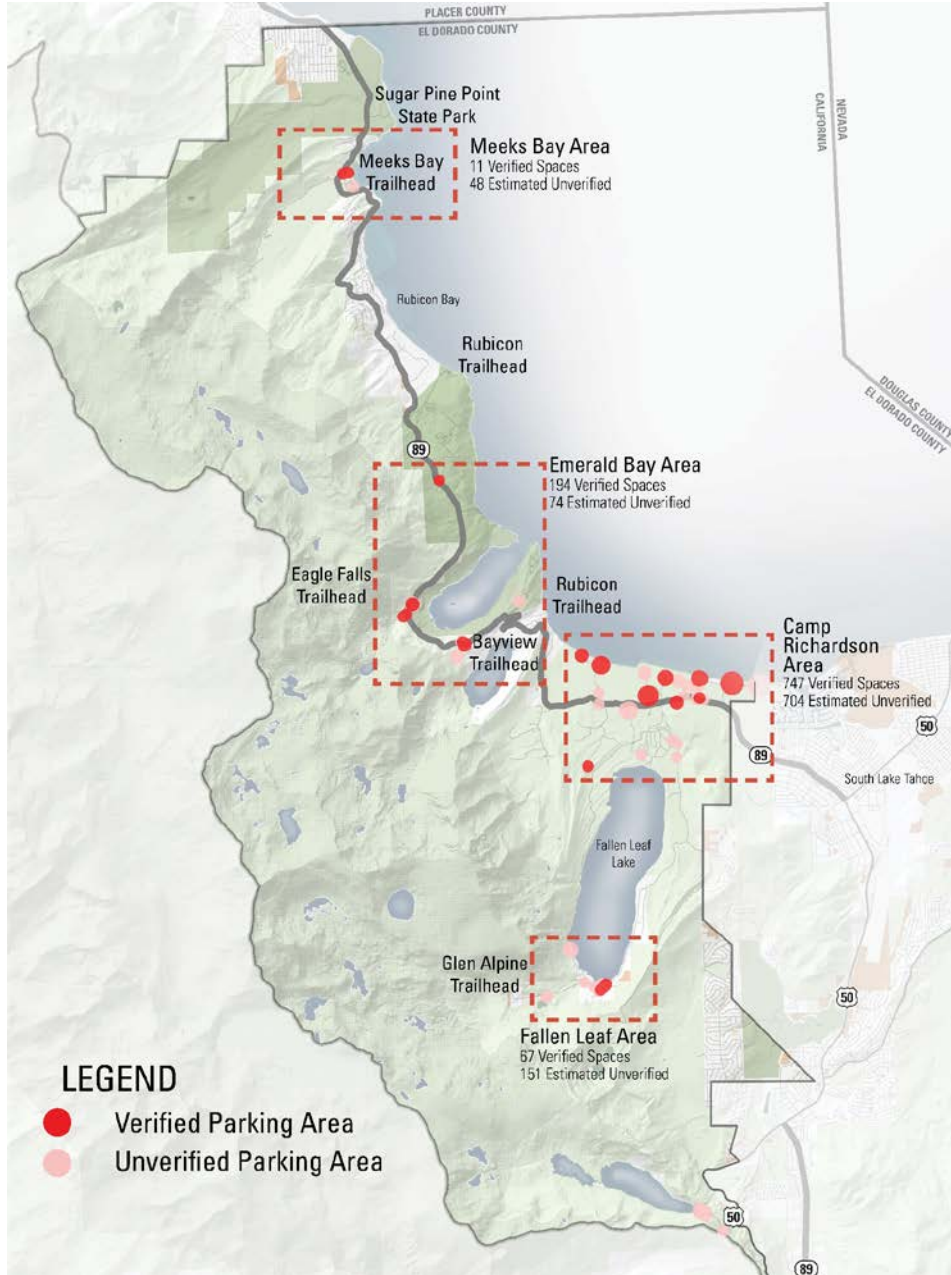 PLACER COUNTY
EL DORADO COUNTY
CALIFORNIA
NEVADA
Sugar Pine Point
State Park
Meeks Bay
Trailhead
Meeks Bay Area
11 Verified Spaces
48 Estimated Unverified
Rubicon Bay
Rubicon
Trailhead
DOUGLAS COUNTY
EL DORADO COUNTY
89
Emerald Bay Area
194 Verified Spaces
74 Estimated Unverified
Eagle Falls
Trailhead
Rubicon
Trailhead
Bayview
Trailhead
Camp
Richardson
Area
747 Verified Spaces
704 Estimated Unverified
50
89
South Lake Tahoe
Fallen Leaf
Lake
Glen Alpine
Trailhead
50
Fallen Leaf Area
67 Verified Spaces
151 Estimated Unverified
LEGEND
Verified Parking Area
Unverified Parking Area
50
89